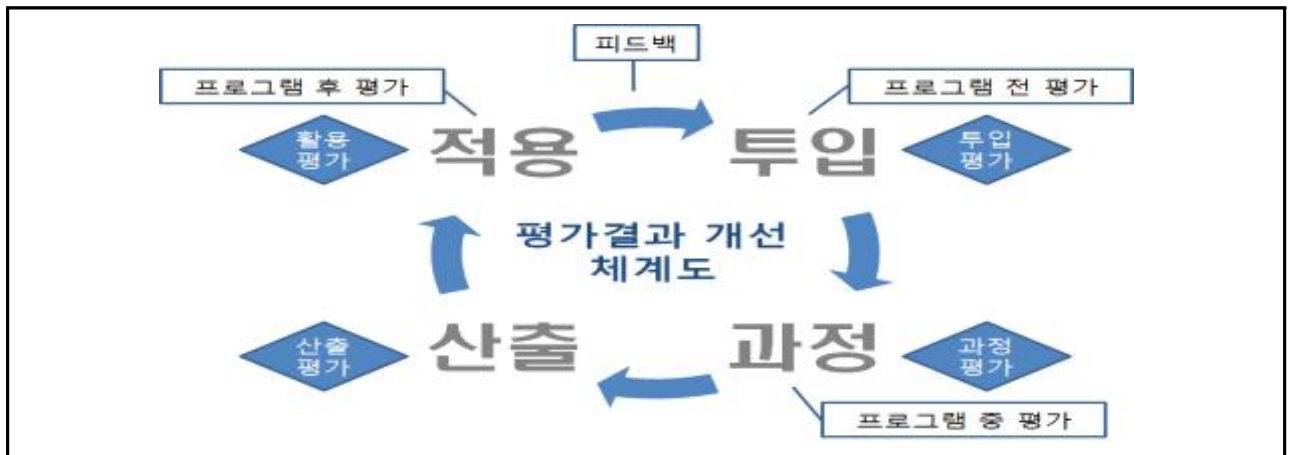 피드백
프로그램 후 평가
프로그램 전 평가
활용
평가
적용
투입
투입
평가
평가결과 개선
체계도
산출
평가
산출
과정
과정
평가
프로그램 중 평가